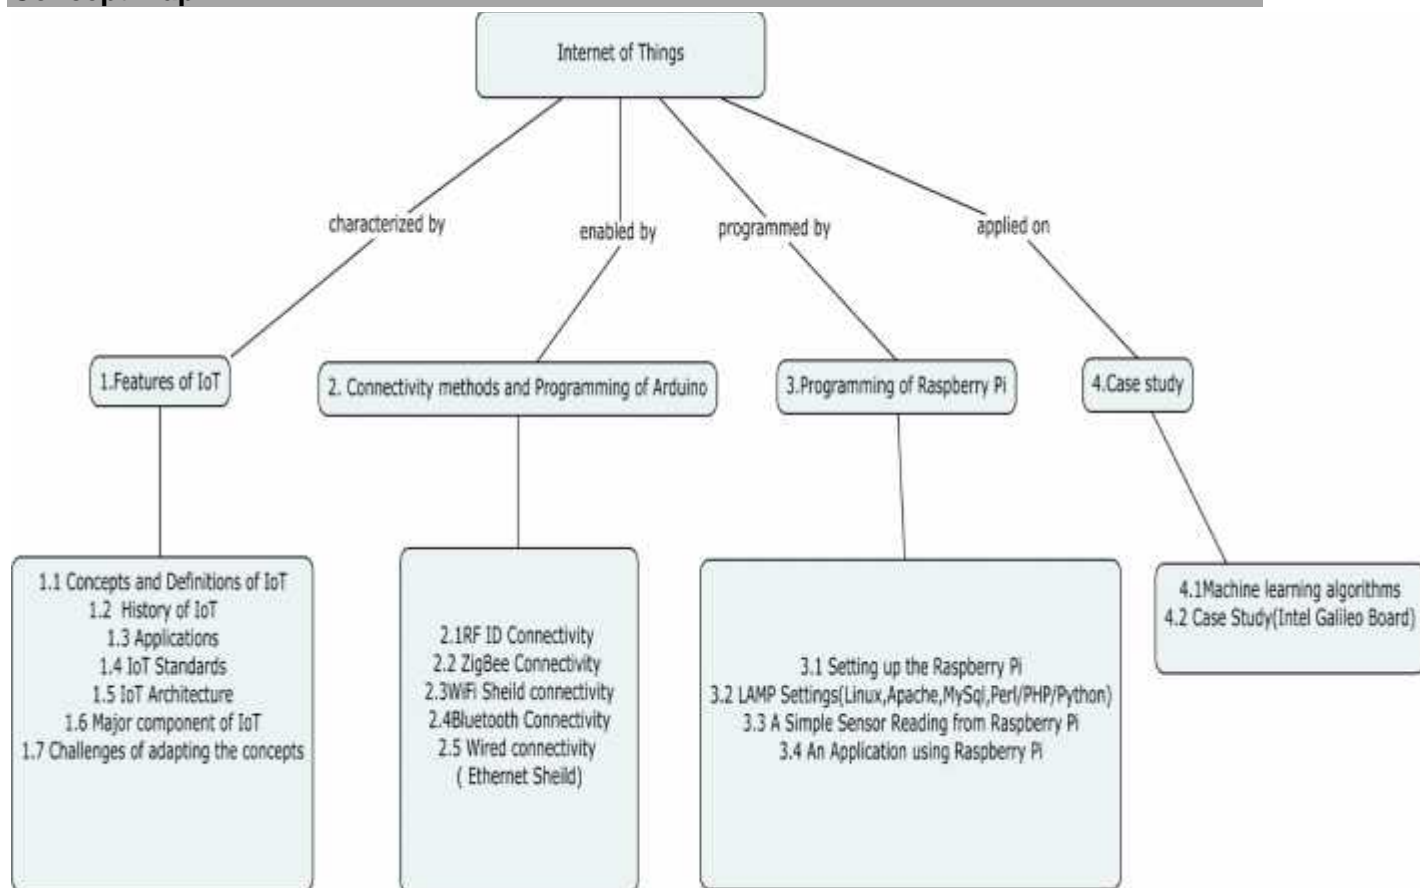 Internet of Things
characterized by
enabled by
programmed by
applied on
1.Features of IoT
2. Connectivity methods and Programming of Arduino
3.Programming of Raspberry Pi
4.Case study
1.1 Concepts and Definitions of IoT
1.2 History of IoT
1.3 Applications
1.4 IoT Standards
1.5 IoT Architecture
1.6 Major component of IoT
1.7 Challenges of adapting the concepts
2.1RF ID Connectivity
2.2 ZigBee Connectivity
2.3WiFi Sheild connectivity
2.4Bluetooth Connectivity
2.5 Wired connectivity
( Ethernet Sheild)
3.1 Setting up the Raspberry Pi
3.2 LAMP Settings(Linux,Apache,MySql,Perl/PHP/Python)
3.3 A Simple Sensor Reading from Raspberry Pi
3.4 An Application using Raspberry Pi
4.1Machine learning algorithms
4.2 Case Study(Intel Galileo Board)